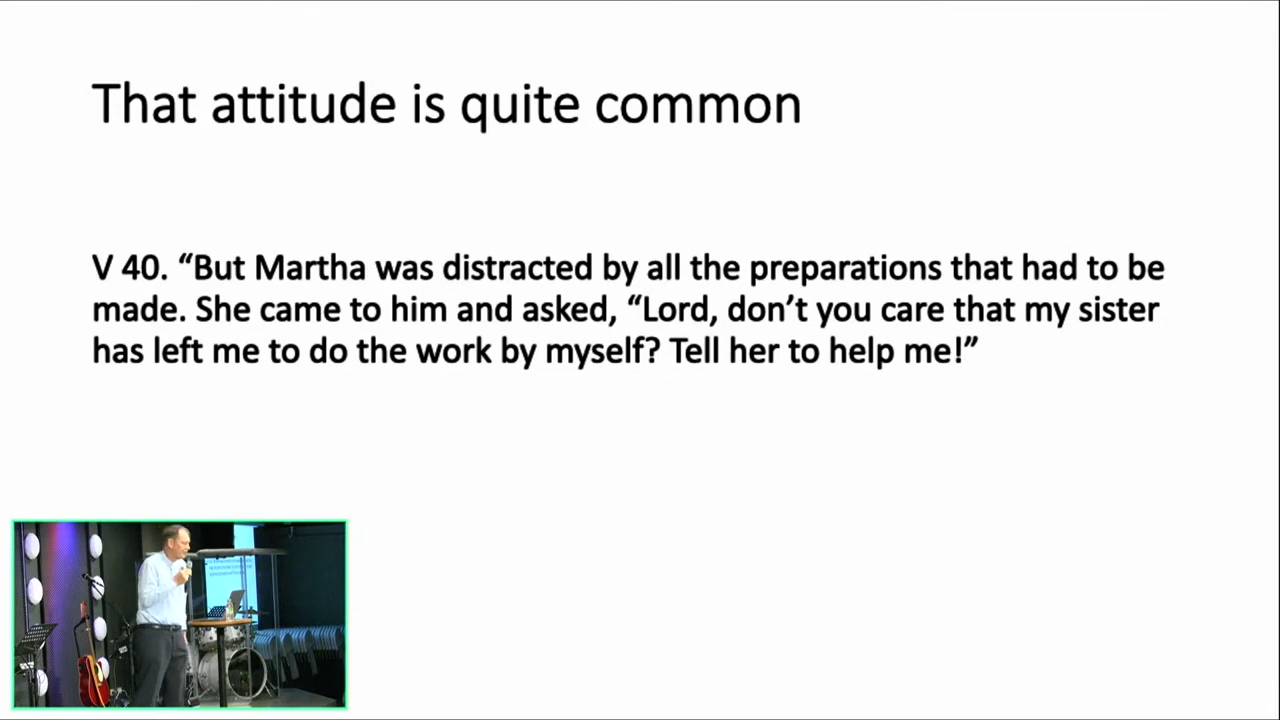 That attitude is quite common
V 40. “But Martha was distracted by all the preparations that had to be
made. She came to him and asked, “Lord, don’t you care that my sister
has left me to do the work by myself? Tell her to help me!”